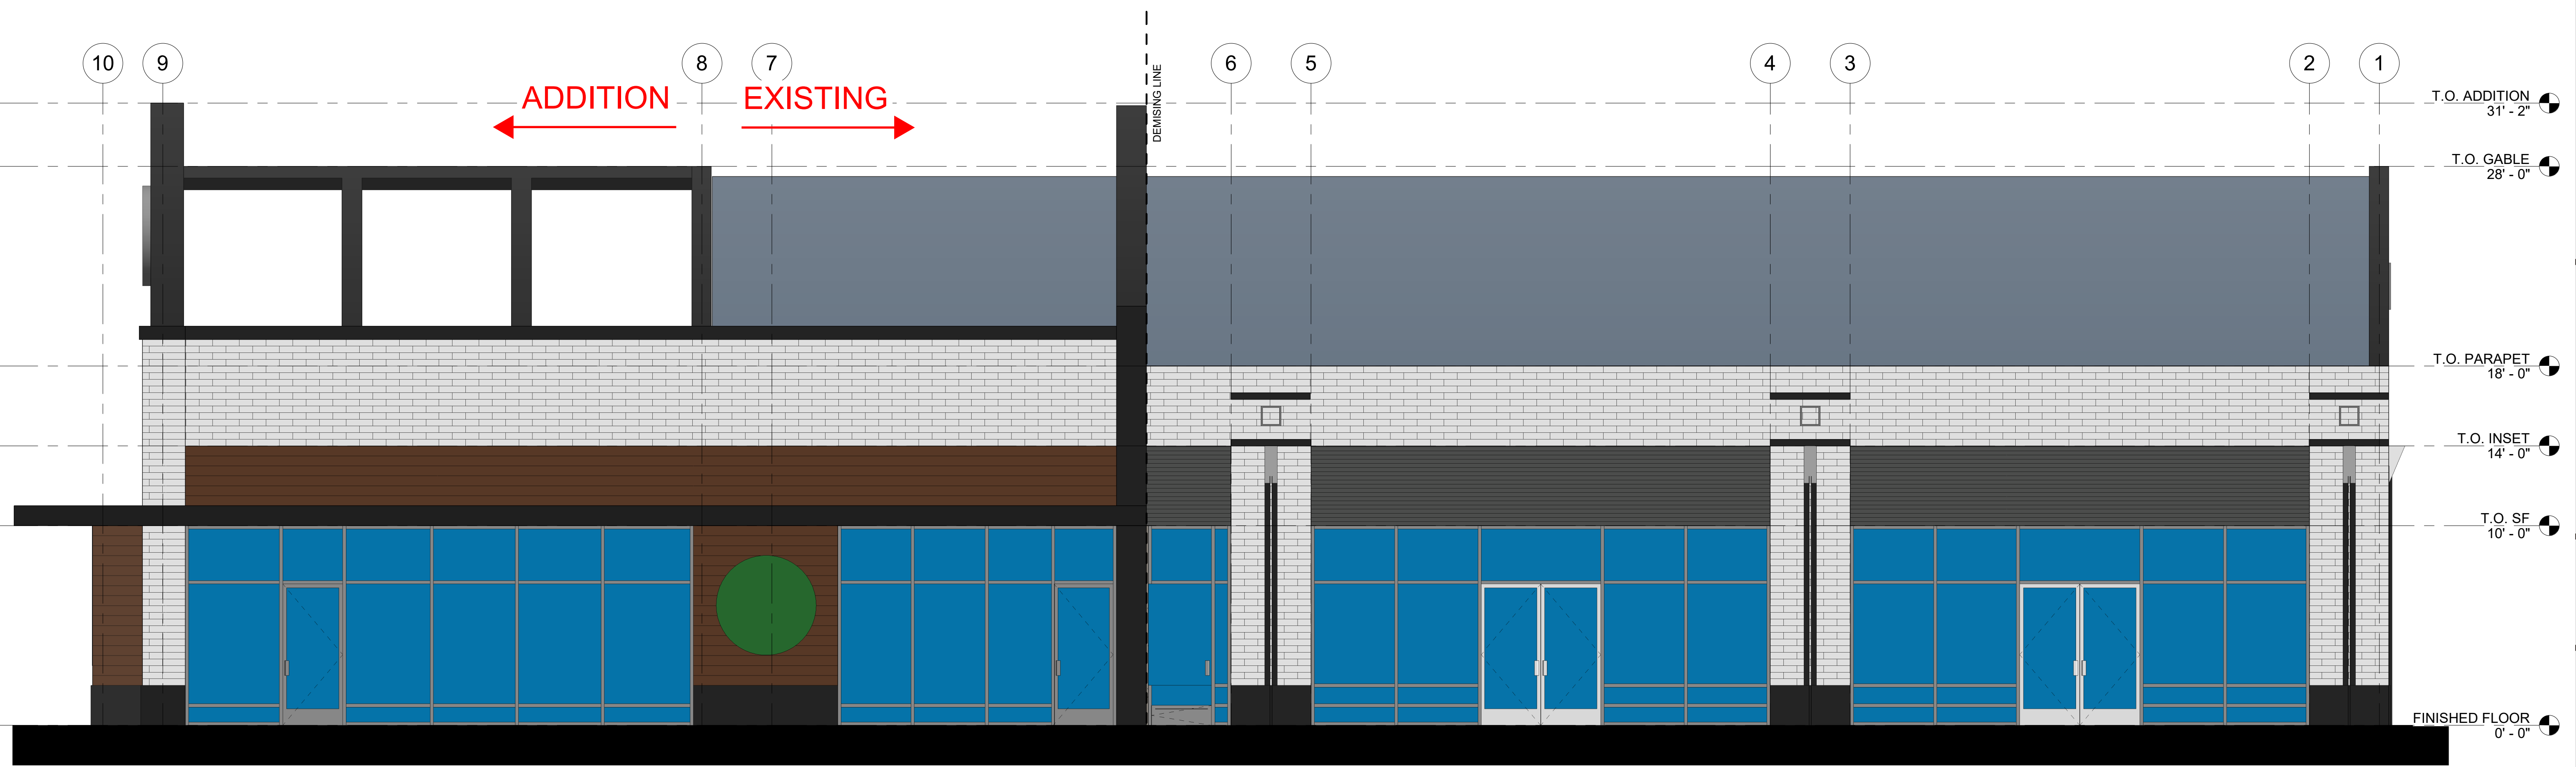 10 9 8 7 6 5 4 3 2 1
ADDITION
EXISTING
DEMISING LINE
T.O. ADDITION
31' - 2"
T.O. GABLE
28' - 0"
T.O. PARAPET
18' - 0"
T.O. INSET
14' - 0"
T.O. SF
10' - 0"
FINISHED FLOOR
0' - 0"